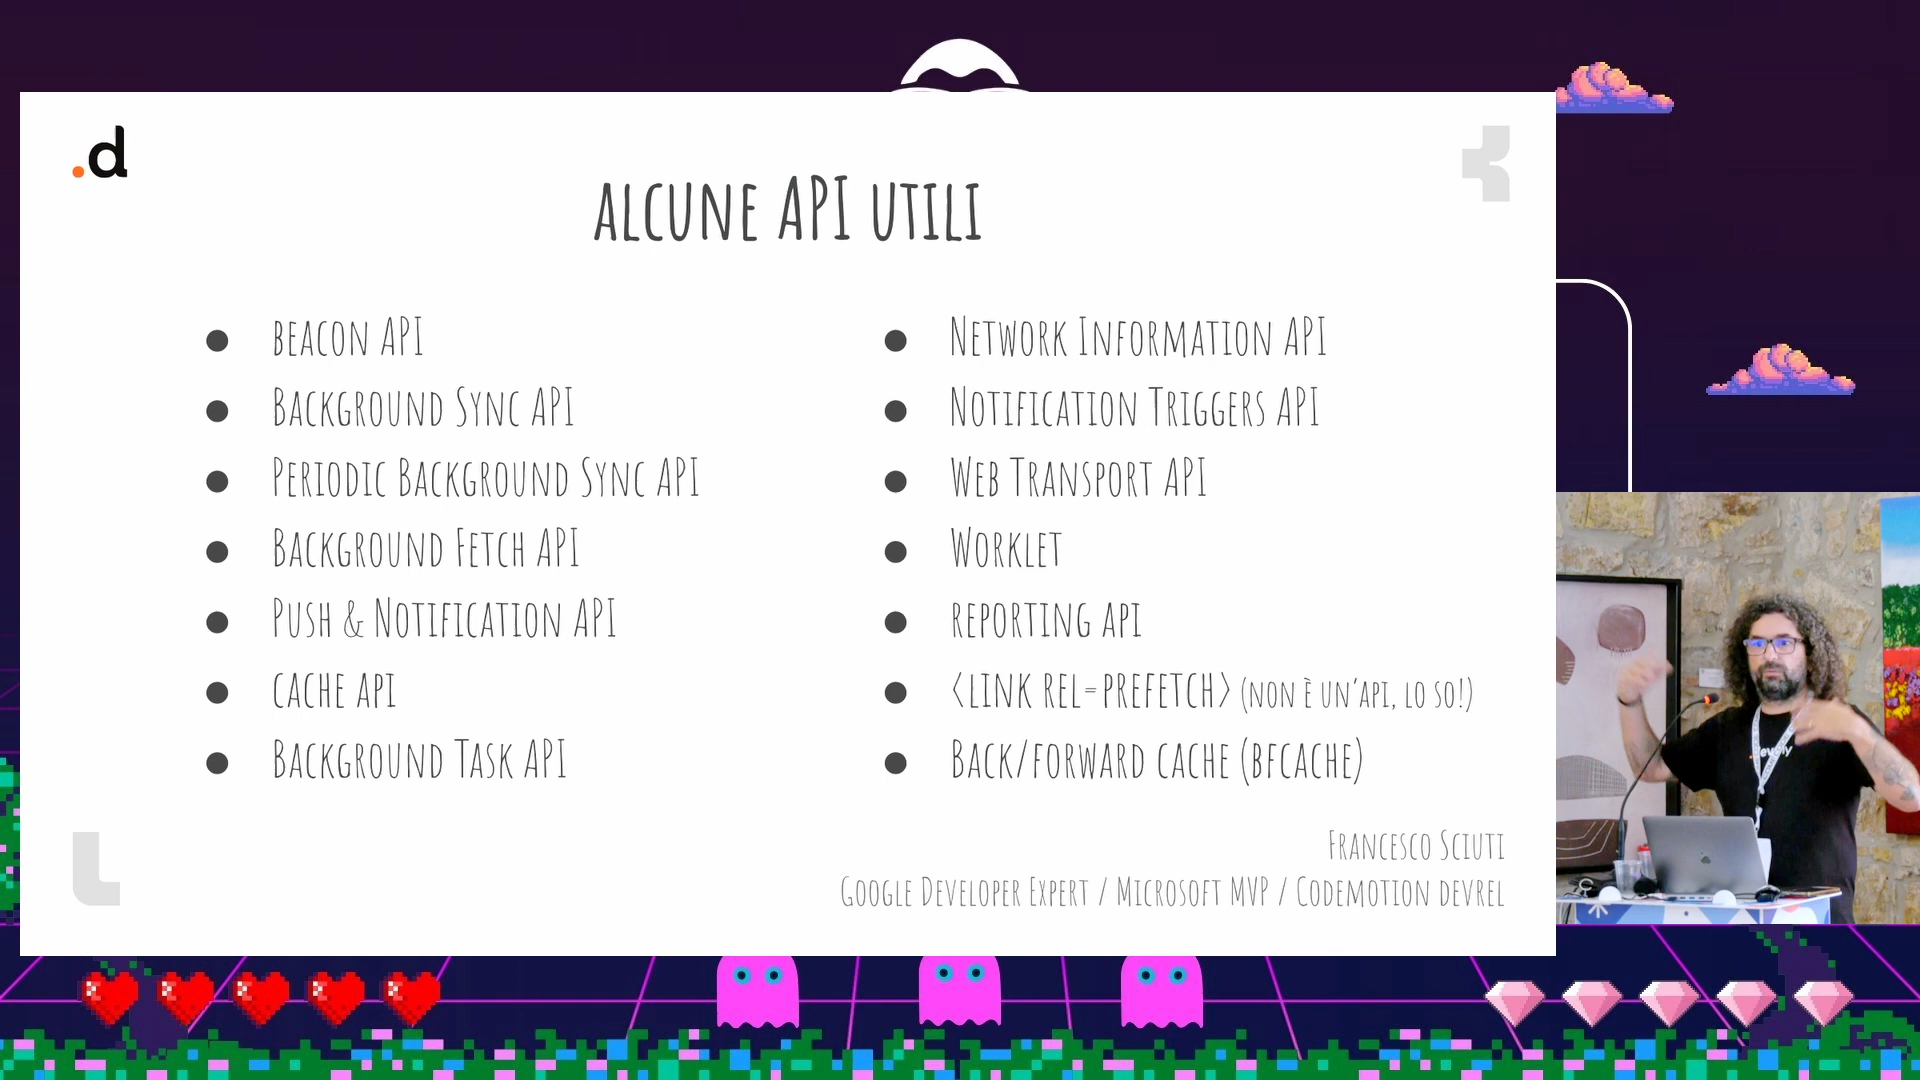 .d
ALCUNE API UTILI
BEACON API
BACKGROUND SYNC API
PERIODIC BACKGROUND SYNC API
BACKGROUND FETCH API
PUSH & NOTIFICATION API
CACHE API
BACKGROUND TASK API
NETWORK INFORMATION API
NOTIFICATION TRIGGERS API
WEB TRANSPORT API
WORKLET
REPORTING API
<LINK REL=PREFETCH> (NON È UN'API, LO SO!)
BACK/FORWARD CACHE (BFCACHE)
FRANCESCO SCIUTI
GOOGLE DEVELOPER EXPERT / MICROSOFT MVP / CODEMOTION DEVREL